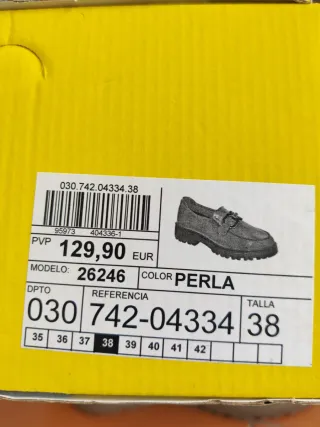 030.742.04334.38
95973 404336-1
PVP 129,90 EUR
MODELO: 26246 COLOR PERLA
DPTO REFERENCIA TALLA
030 742-04334 38
35 36 37 38 39 40 41 42